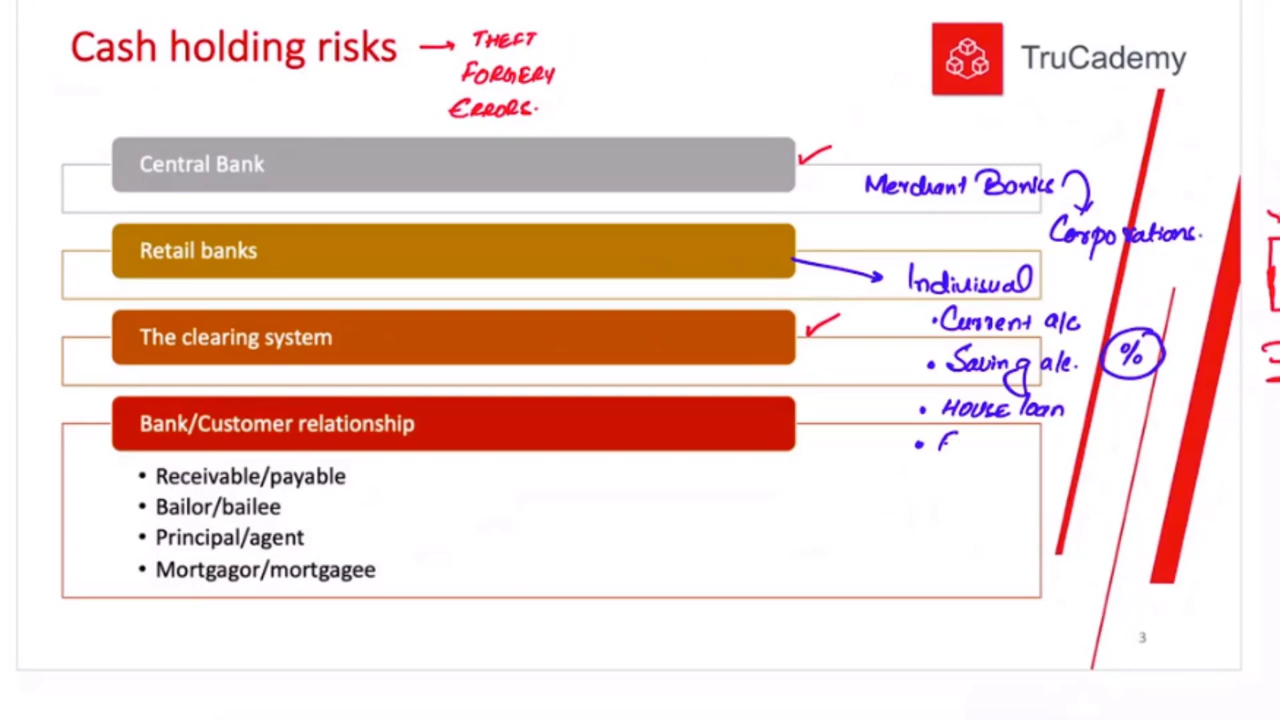 Cash holding risks → THEFT
FORGERY
ERRORS.
TruCademy
Central Bank
Merchant Banks
Corporations.
Retail banks
Indivisual
• Current a/c
The clearing system
• Saving a/c. %
• HOUSE loan
Bank/Customer relationship
• F
• Receivable/payable
• Bailor/bailee
• Principal/agent
• Mortgagor/mortgagee
3